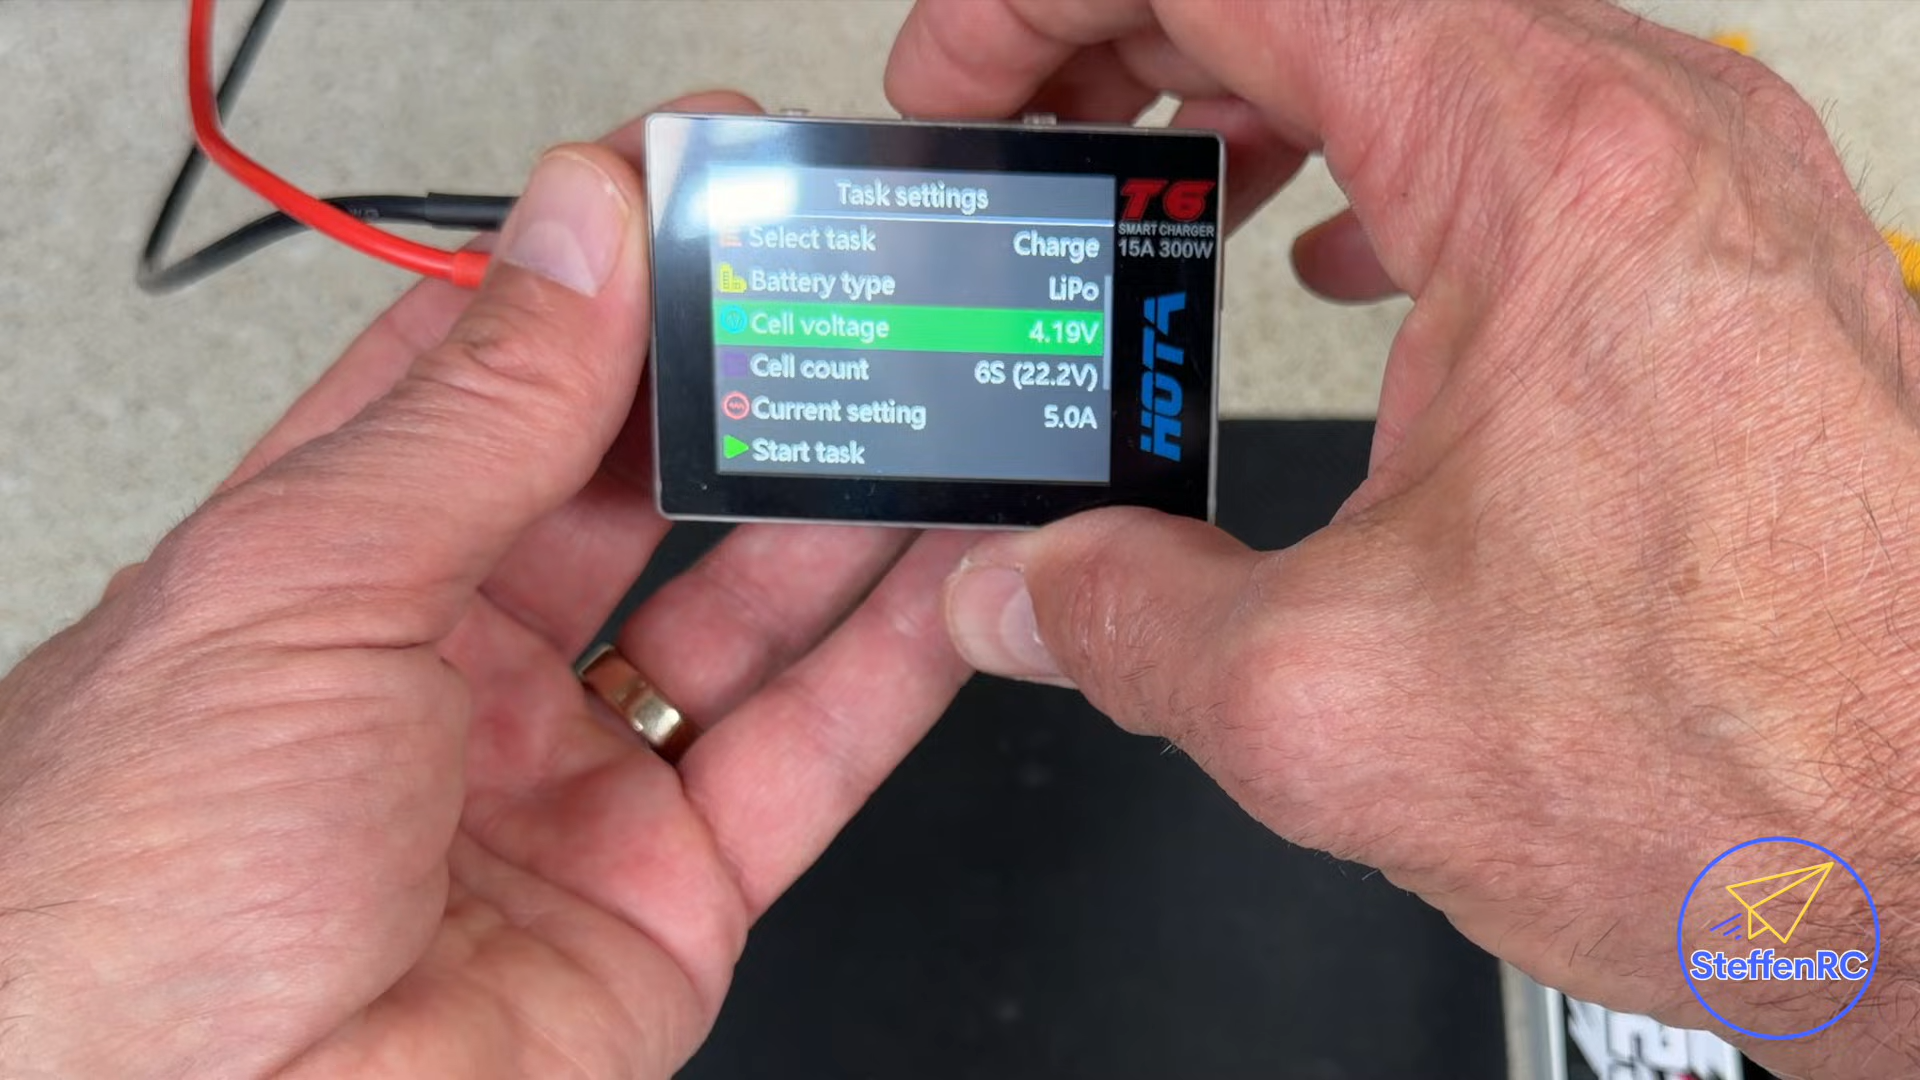 Task settings
Select task Charge
Battery type LiPo
Cell voltage 4.19V
Cell count 6S (22.2V)
Current setting 5.0A
Start task
T6
SMART CHARGER
15A 300W
HOTA
SteffenRC